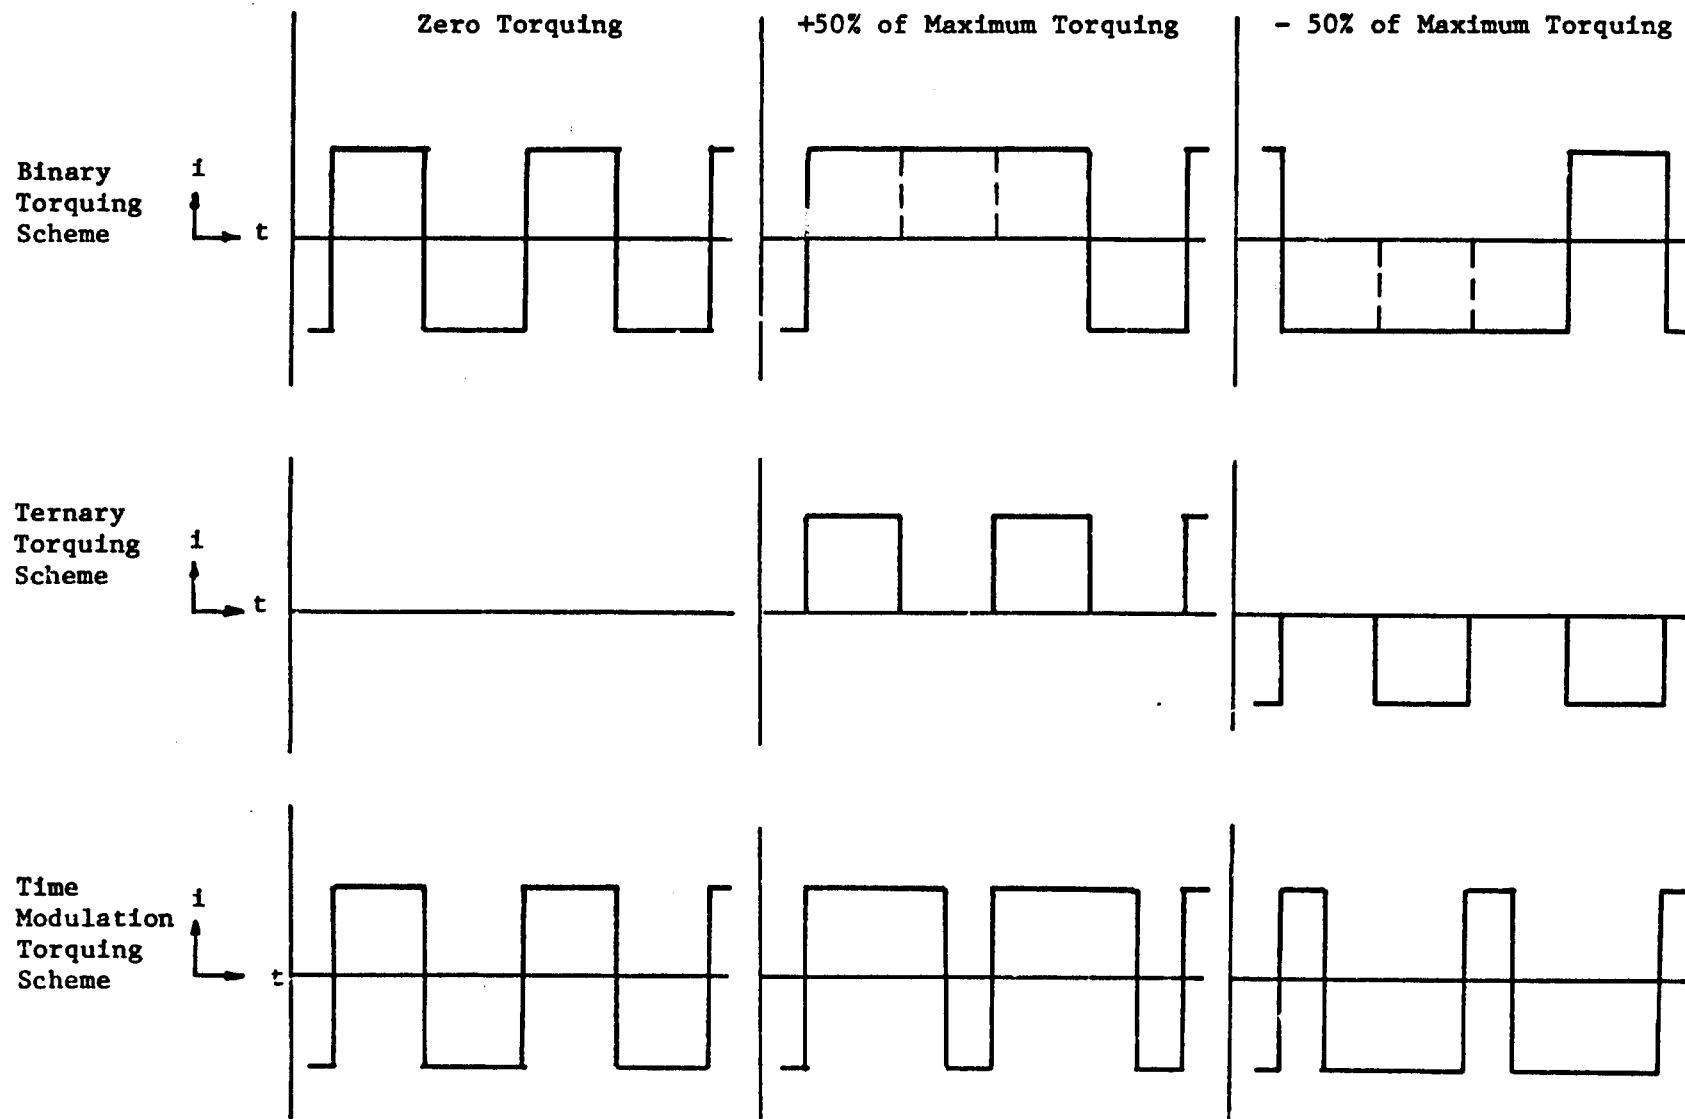 Zero Torquing
+50% of Maximum Torquing
- 50% of Maximum Torquing
Binary
Torquing
Scheme
i
t
Ternary
Torquing
Scheme
i
t
Time
Modulation
Torquing
Scheme
i
t